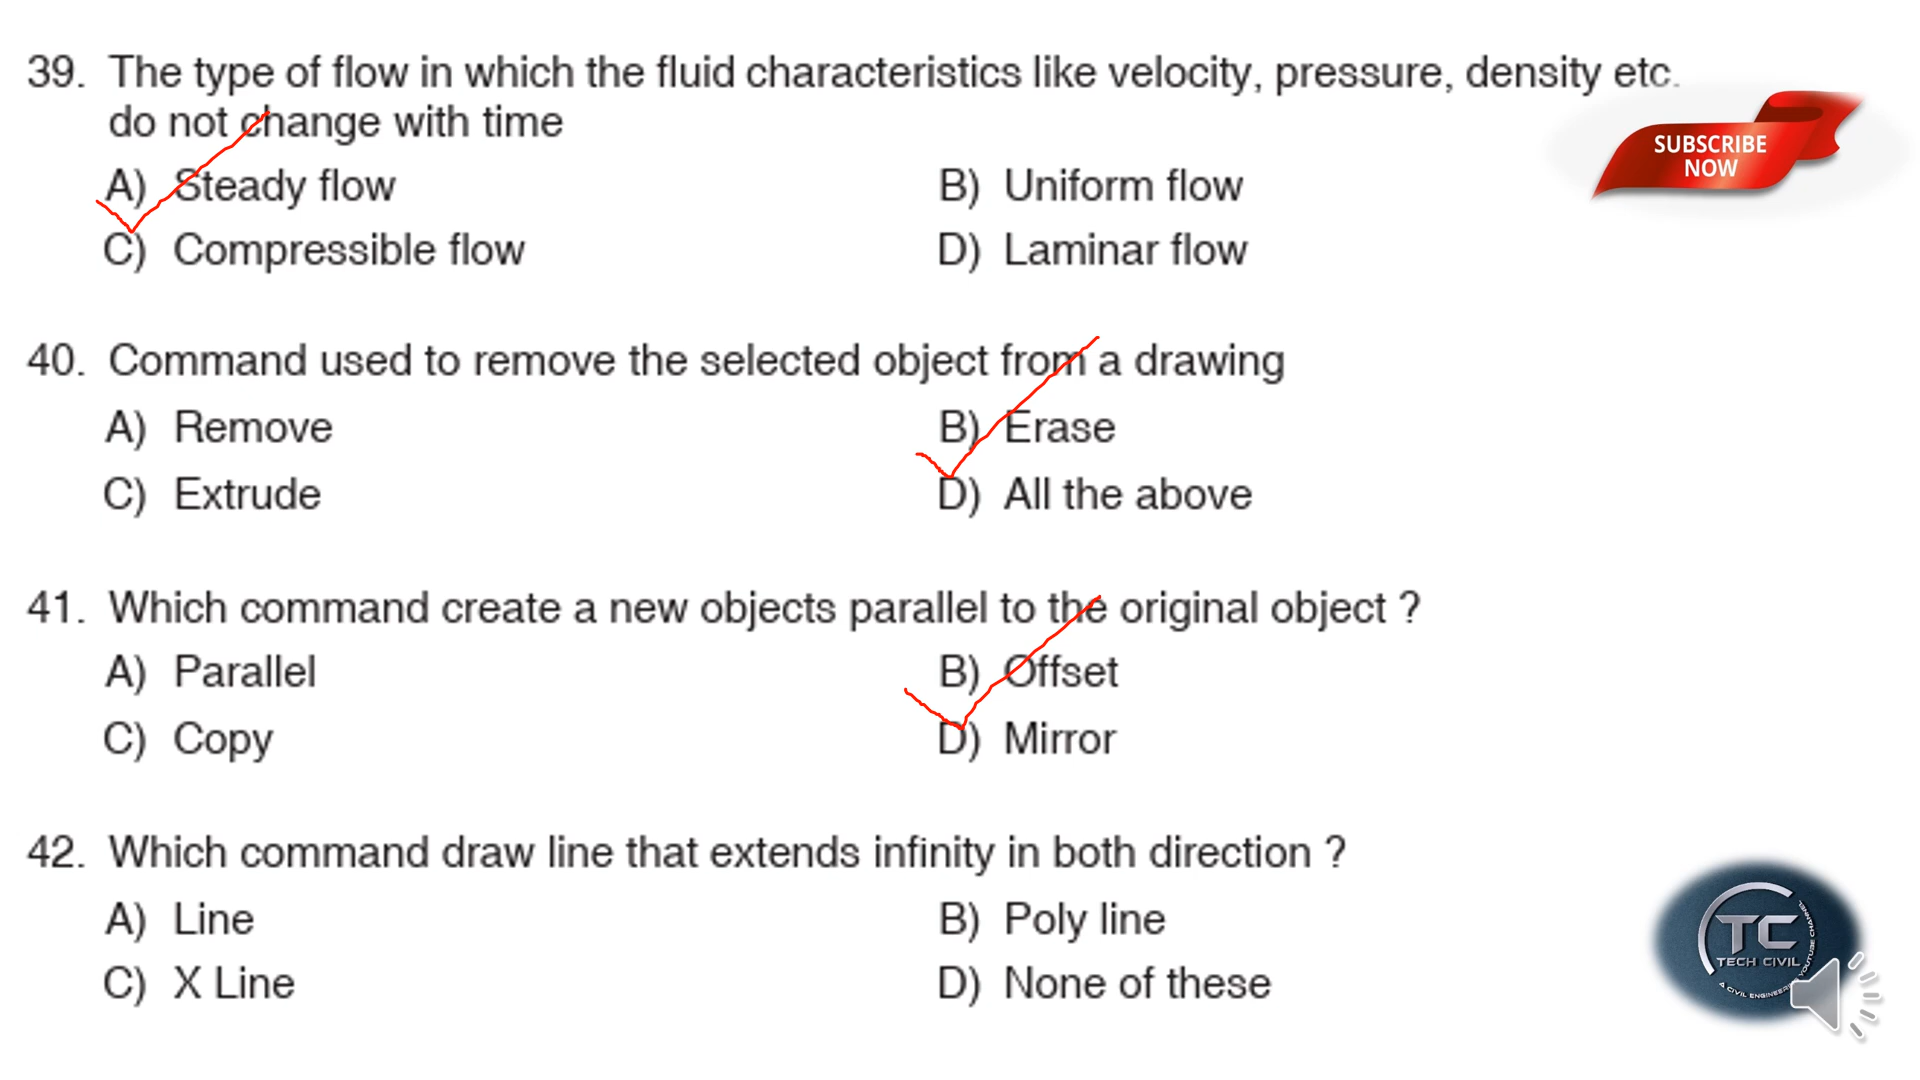 39. The type of flow in which the fluid characteristics like velocity, pressure, density etc.
do not change with time
A) Steady flow B) Uniform flow
C) Compressible flow D) Laminar flow
SUBSCRIBE
NOW
40. Command used to remove the selected object from a drawing
A) Remove B) Erase
C) Extrude D) All the above
41. Which command create a new objects parallel to the original object ?
A) Parallel B) Offset
C) Copy D) Mirror
42. Which command draw line that extends infinity in both direction ?
A) Line B) Poly line
C) X Line D) None of these
TC
TECH CIVIL
A CIVIL ENGINEERING YOUTUBE CHANNEL